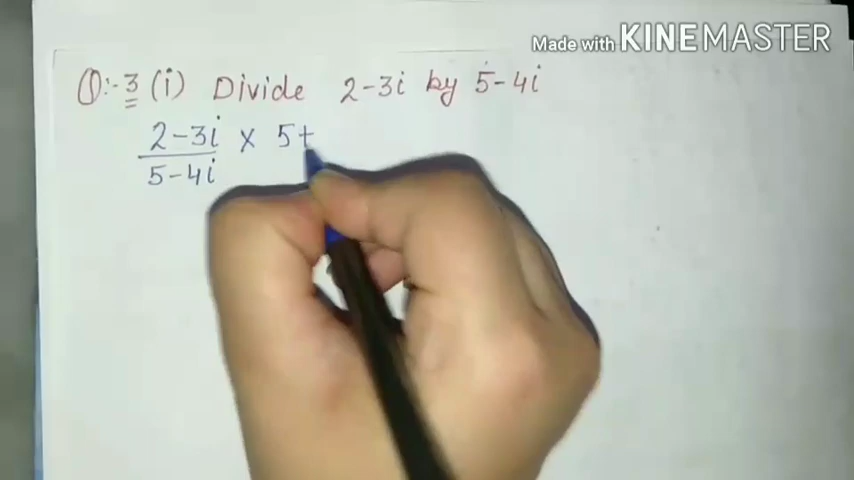 Made with KINEMASTER
Q:-3 (i) Divide 2-3i by 5-4i
2-3i × 5+
5-4i